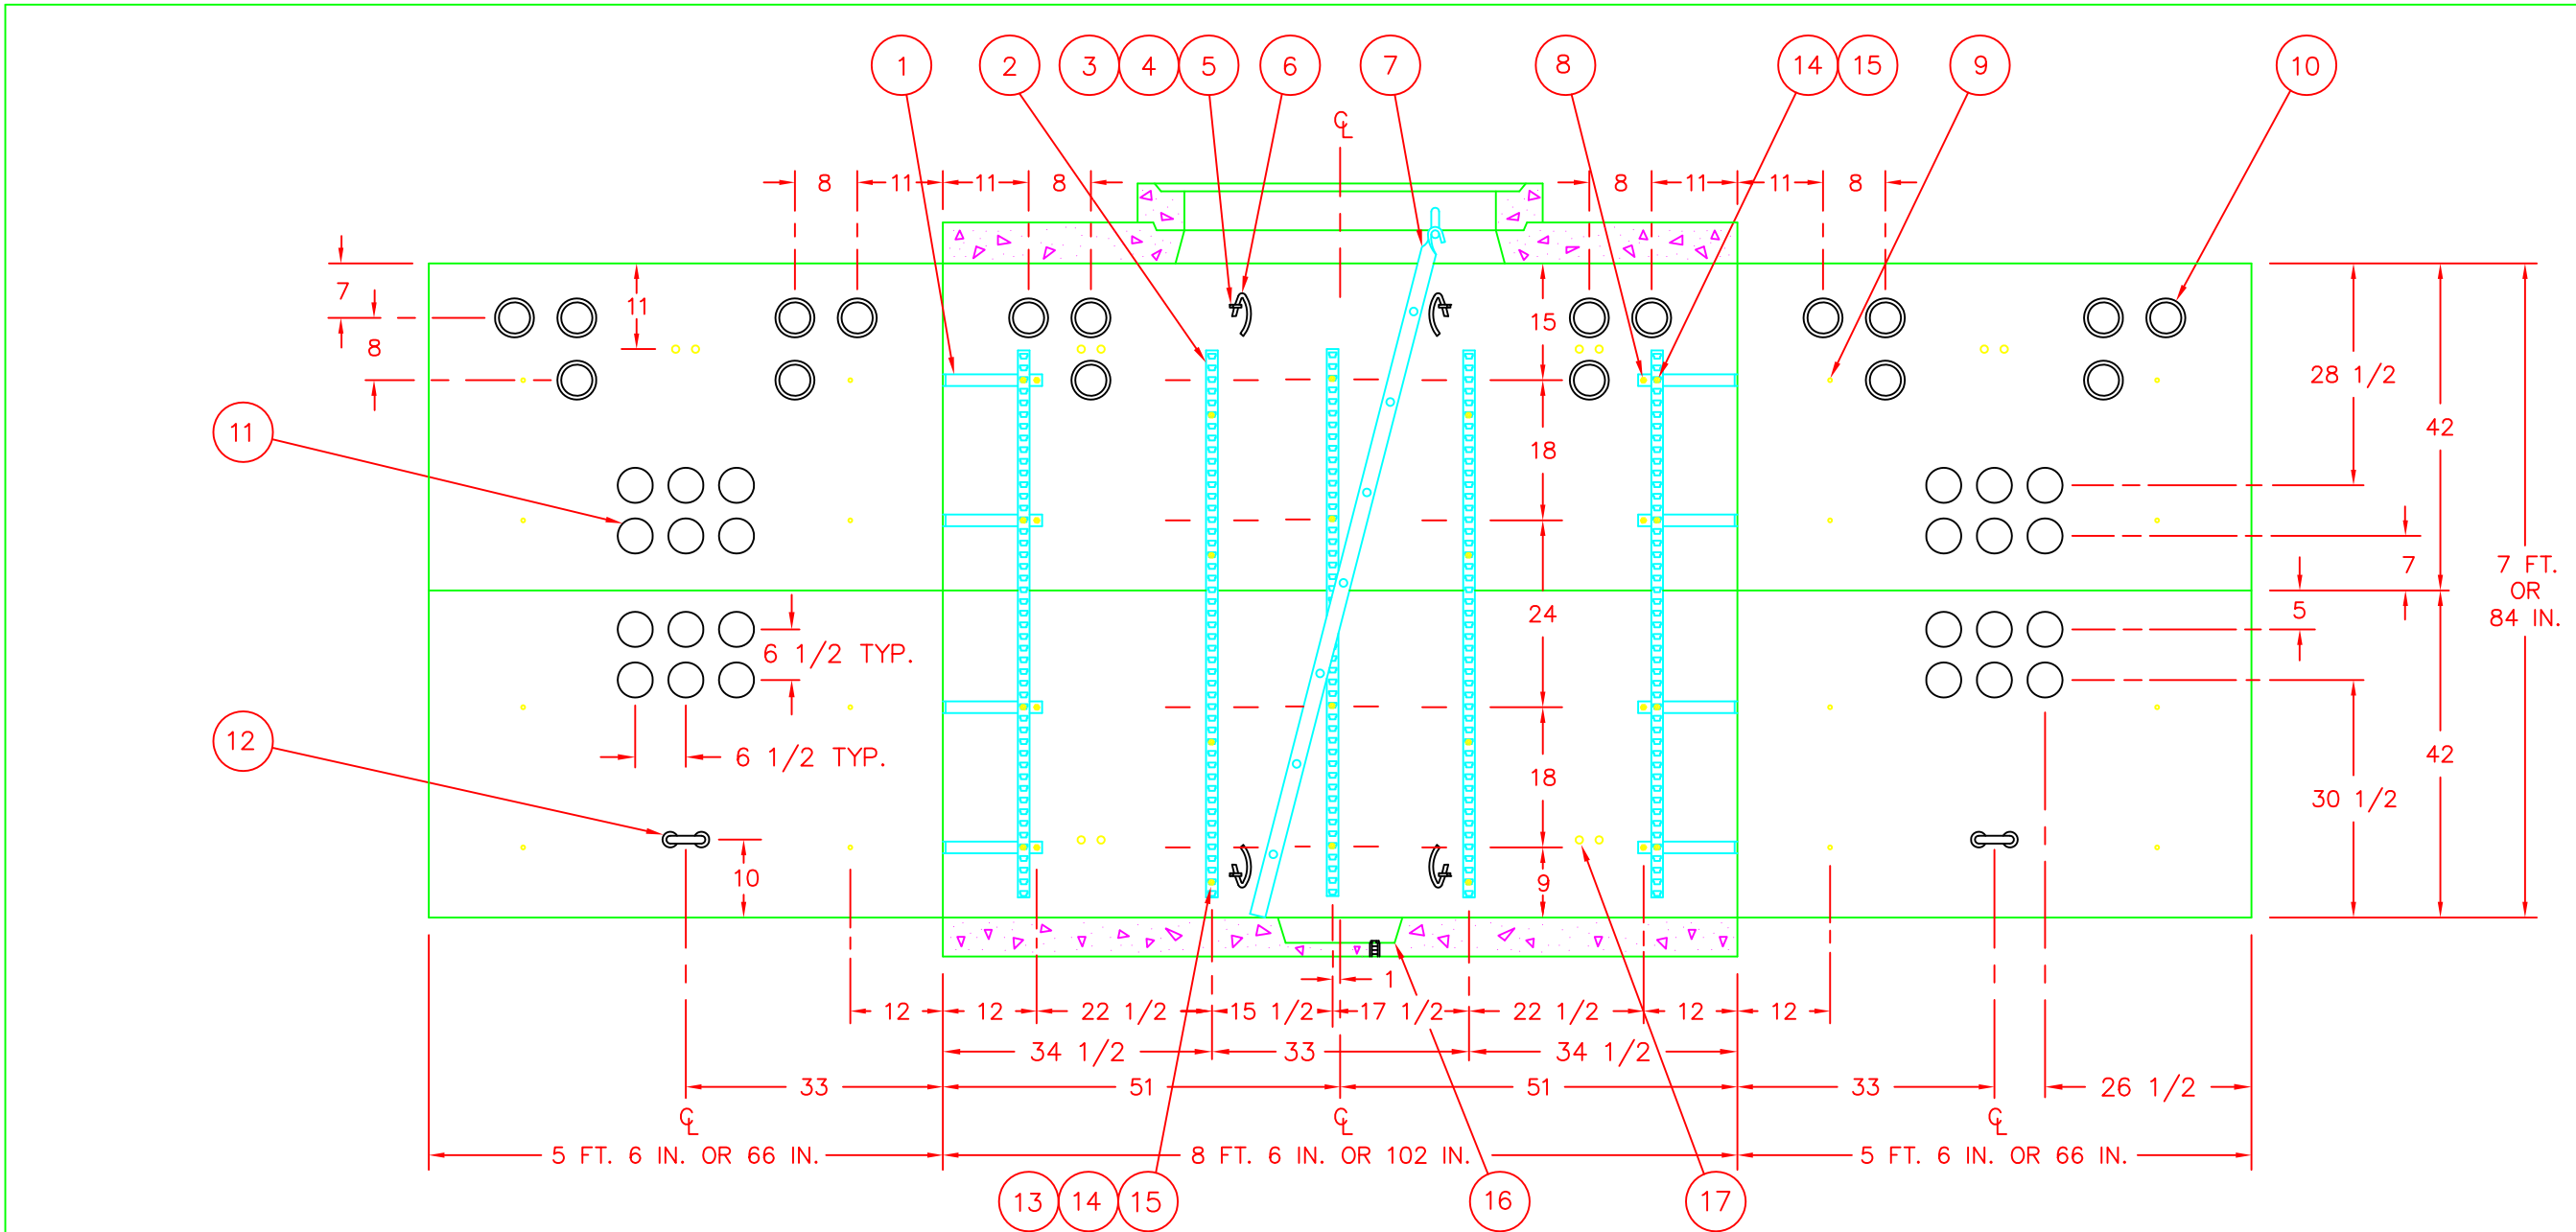 1 2 3 4 5 6 7 8 14 15 9 10
℄
8 11 11 8 8 11 11 8
7
11
15
8
28 1/2
42
11
18
7
7 FT.
OR
84 IN.
24
5
6 1/2 TYP.
12
6 1/2 TYP.
18
42
30 1/2
10
9
1
12 12 22 1/2 15 1/2 17 1/2 22 1/2 12 12
34 1/2 33 34 1/2
33 51 51 33 26 1/2
℄ ℄ ℄
5 FT. 6 IN. OR 66 IN. 8 FT. 6 IN. OR 102 IN. 5 FT. 6 IN. OR 66 IN.
13 14 15 16 17